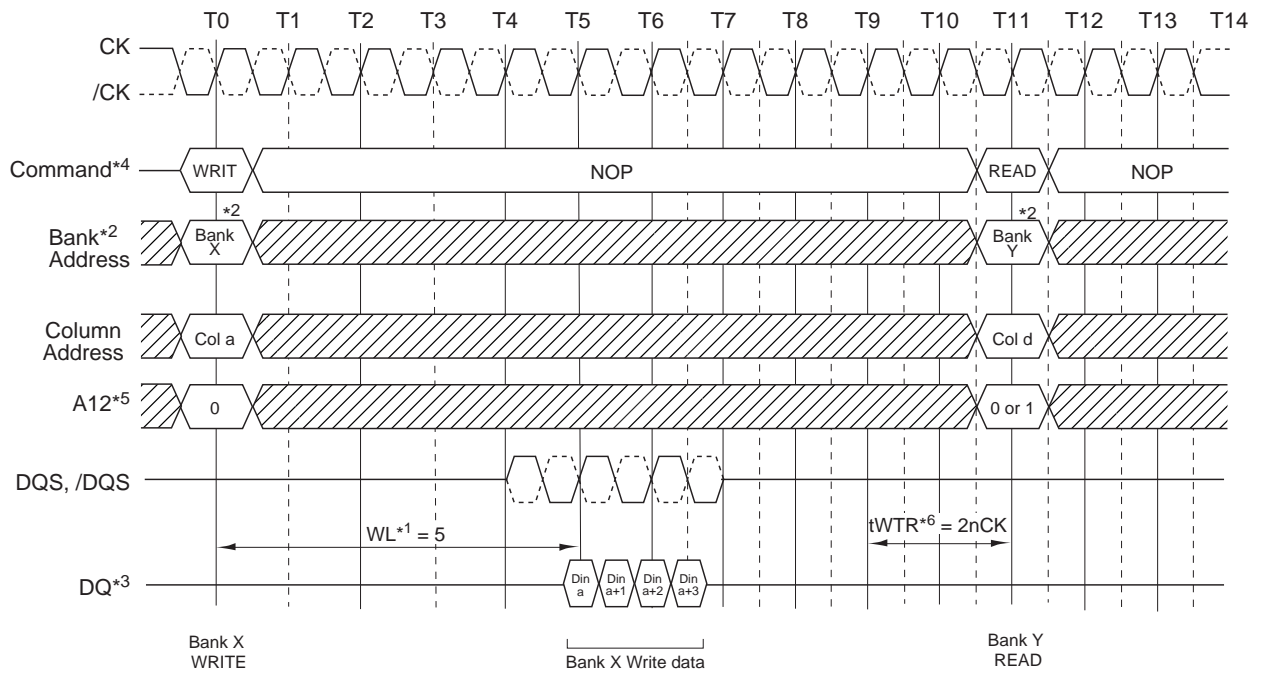 T0 T1 T2 T3 T4 T5 T6 T7 T8 T9 T10 T11 T12 T13 T14
CK
/CK
Command*4 WRIT NOP READ NOP
*2 *2
Bank*2 Address Bank X Bank Y
Column Address Col a Col d
A12*5 0 0 or 1
DQS, /DQS
WL*1 = 5 tWTR*6 = 2nCK
DQ*3 Din a Din a+1 Din a+2 Din a+3
Bank X WRITE Bank X Write data Bank Y READ